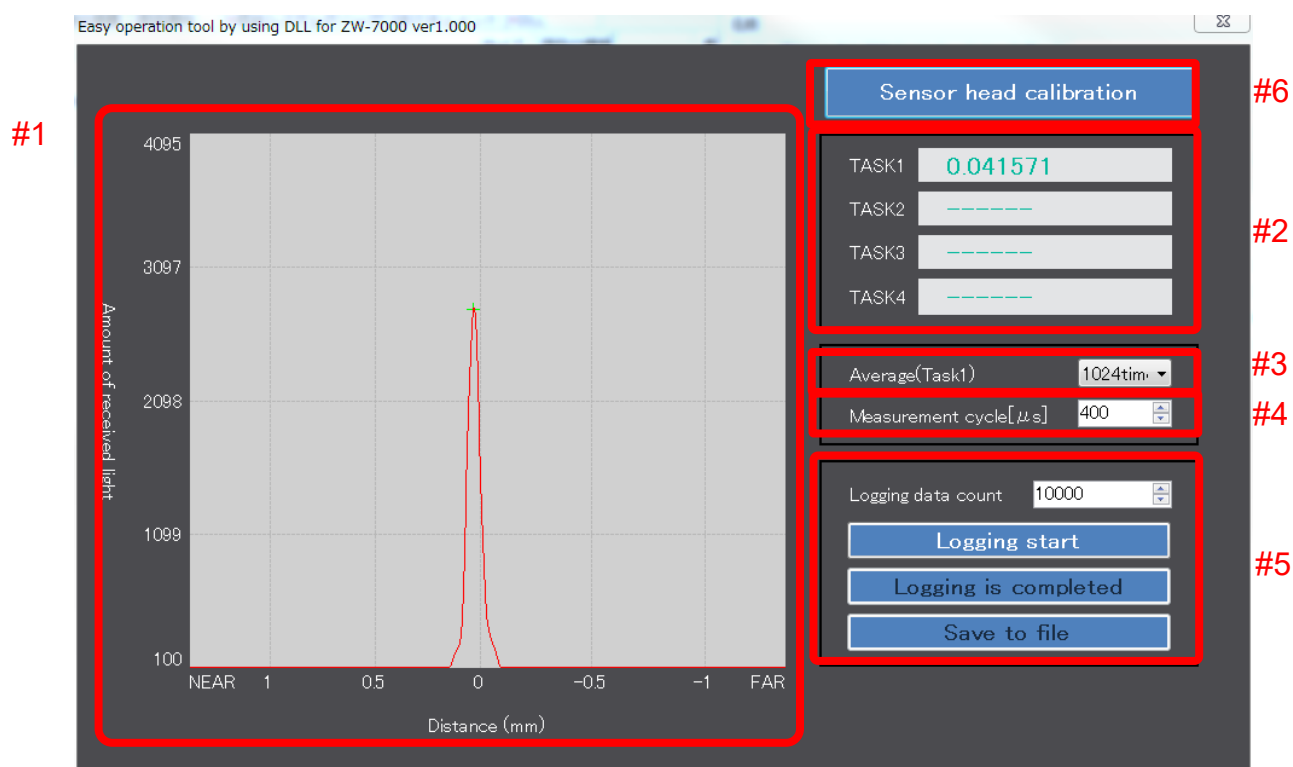 Easy operation tool by using DLL for ZW-7000 ver1.000
#1
4095
3097
2098
1099
100
Amount of received light
NEAR 1 0.5 0 -0.5 -1 FAR
Distance (mm)
Sensor head calibration
#6
TASK1 0.041571
TASK2 ------
TASK3 ------
TASK4 ------
#2
Average(Task1) 1024tim
#3
Measurement cycle[μs] 400
#4
Logging data count 10000
Logging start
Logging is completed
Save to file
#5